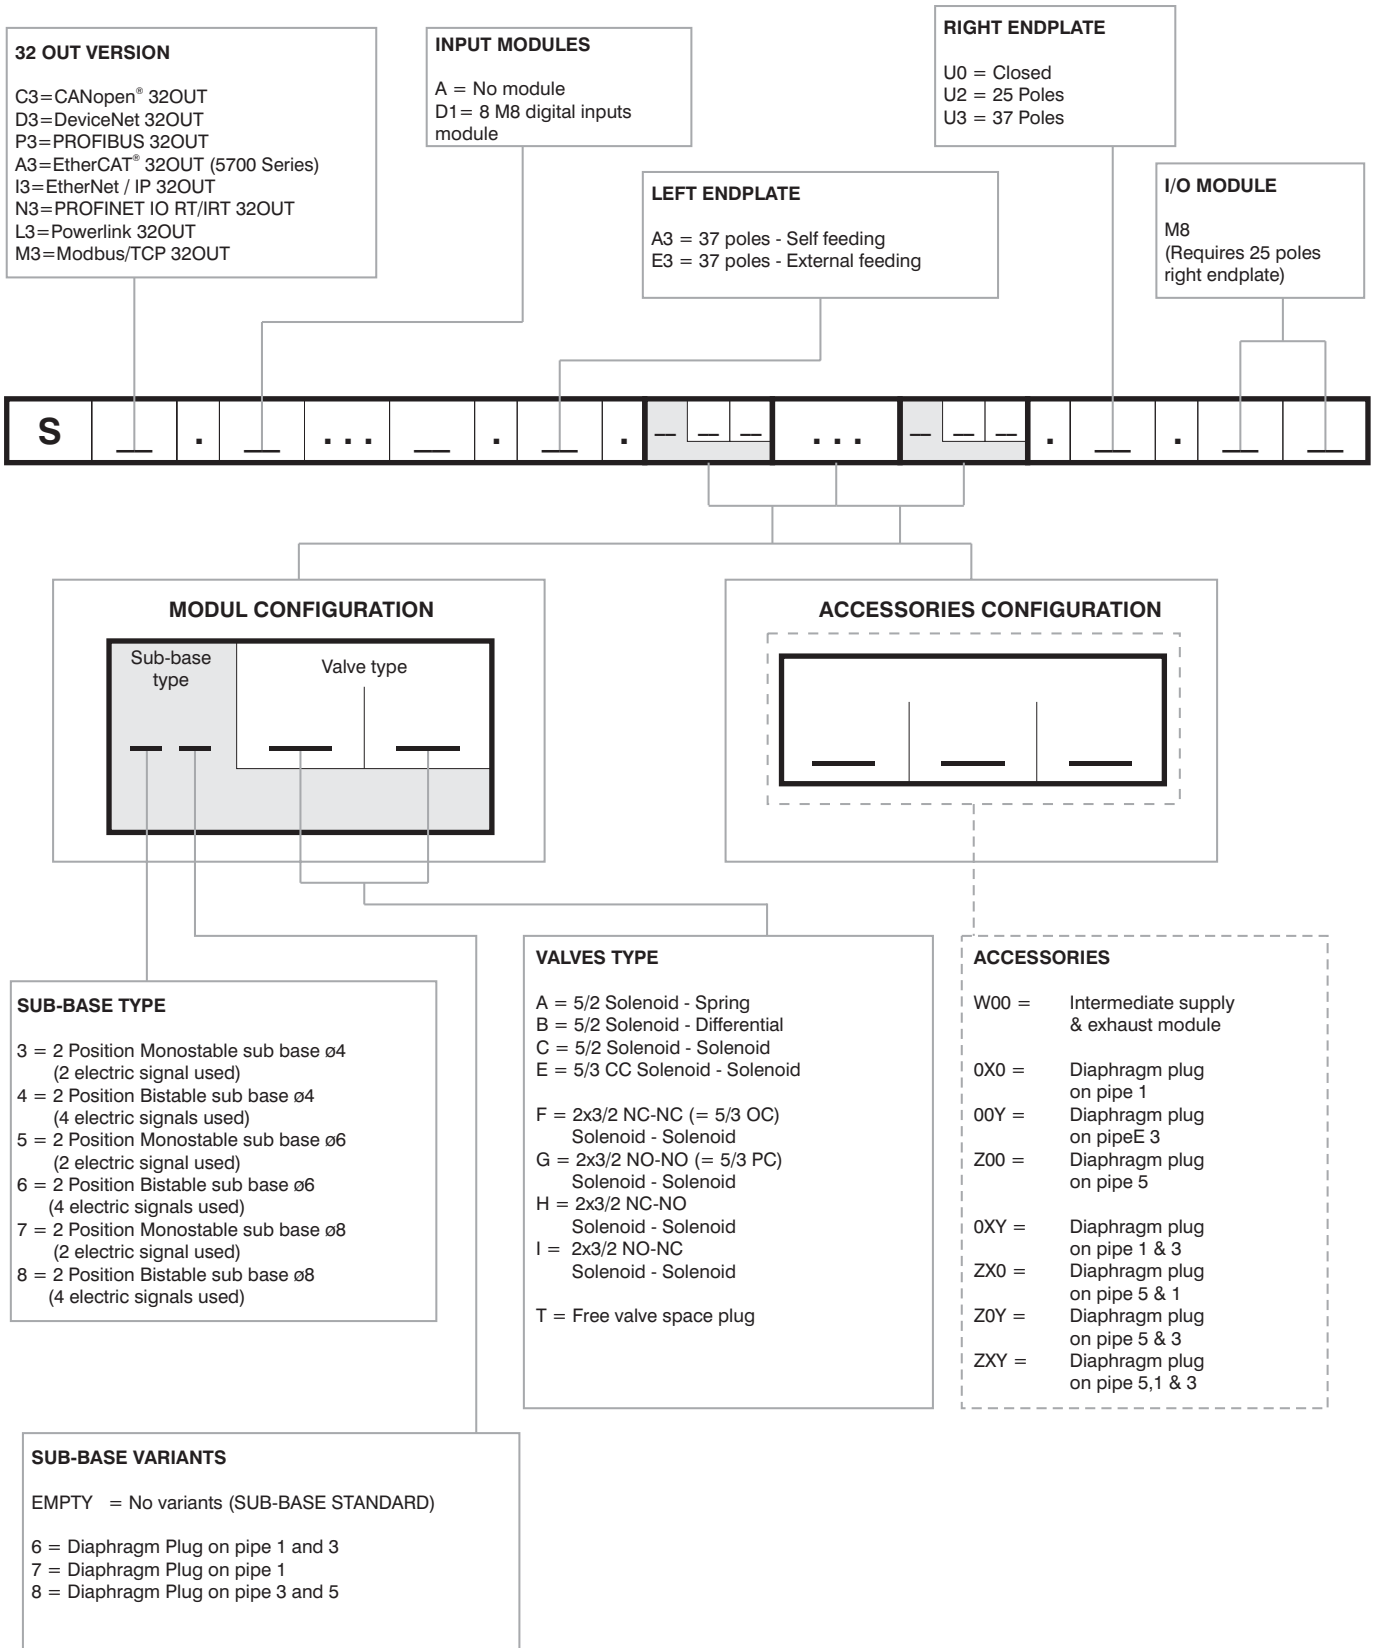 32 OUT VERSION
C3=CANopen® 32OUT
D3=DeviceNet 32OUT
P3=PROFIBUS 32OUT
A3=EtherCAT® 32OUT (5700 Series)
I3=EtherNet / IP 32OUT
N3=PROFINET IO RT/IRT 32OUT
L3=Powerlink 32OUT
M3=Modbus/TCP 32OUT
INPUT MODULES
A = No module
D1= 8 M8 digital inputs
module
LEFT ENDPLATE
A3 = 37 poles - Self feeding
E3 = 37 poles - External feeding
RIGHT ENDPLATE
U0 = Closed
U2 = 25 Poles
U3 = 37 Poles
I/O MODULE
M8
(Requires 25 poles
right endplate)
S __ . __ ... __ . __ . __ __ __ ... __ __ __ . __ . __ __
MODUL CONFIGURATION
Sub-base
type
Valve type
ACCESSORIES CONFIGURATION
SUB-BASE TYPE
3 = 2 Position Monostable sub base ø4
(2 electric signal used)
4 = 2 Position Bistable sub base ø4
(4 electric signals used)
5 = 2 Position Monostable sub base ø6
(2 electric signal used)
6 = 2 Position Bistable sub base ø6
(4 electric signals used)
7 = 2 Position Monostable sub base ø8
(2 electric signal used)
8 = 2 Position Bistable sub base ø8
(4 electric signals used)
VALVES TYPE
A = 5/2 Solenoid - Spring
B = 5/2 Solenoid - Differential
C = 5/2 Solenoid - Solenoid
E = 5/3 CC Solenoid - Solenoid
F = 2x3/2 NC-NC (= 5/3 OC)
Solenoid - Solenoid
G = 2x3/2 NO-NO (= 5/3 PC)
Solenoid - Solenoid
H = 2x3/2 NC-NO
Solenoid - Solenoid
I = 2x3/2 NO-NC
Solenoid - Solenoid
T = Free valve space plug
ACCESSORIES
W00 = Intermediate supply
& exhaust module
0X0 = Diaphragm plug
on pipe 1
00Y = Diaphragm plug
on pipeE 3
Z00 = Diaphragm plug
on pipe 5
0XY = Diaphragm plug
on pipe 1 & 3
ZX0 = Diaphragm plug
on pipe 5 & 1
Z0Y = Diaphragm plug
on pipe 5 & 3
ZXY = Diaphragm plug
on pipe 5,1 & 3
SUB-BASE VARIANTS
EMPTY = No variants (SUB-BASE STANDARD)
6 = Diaphragm Plug on pipe 1 and 3
7 = Diaphragm Plug on pipe 1
8 = Diaphragm Plug on pipe 3 and 5